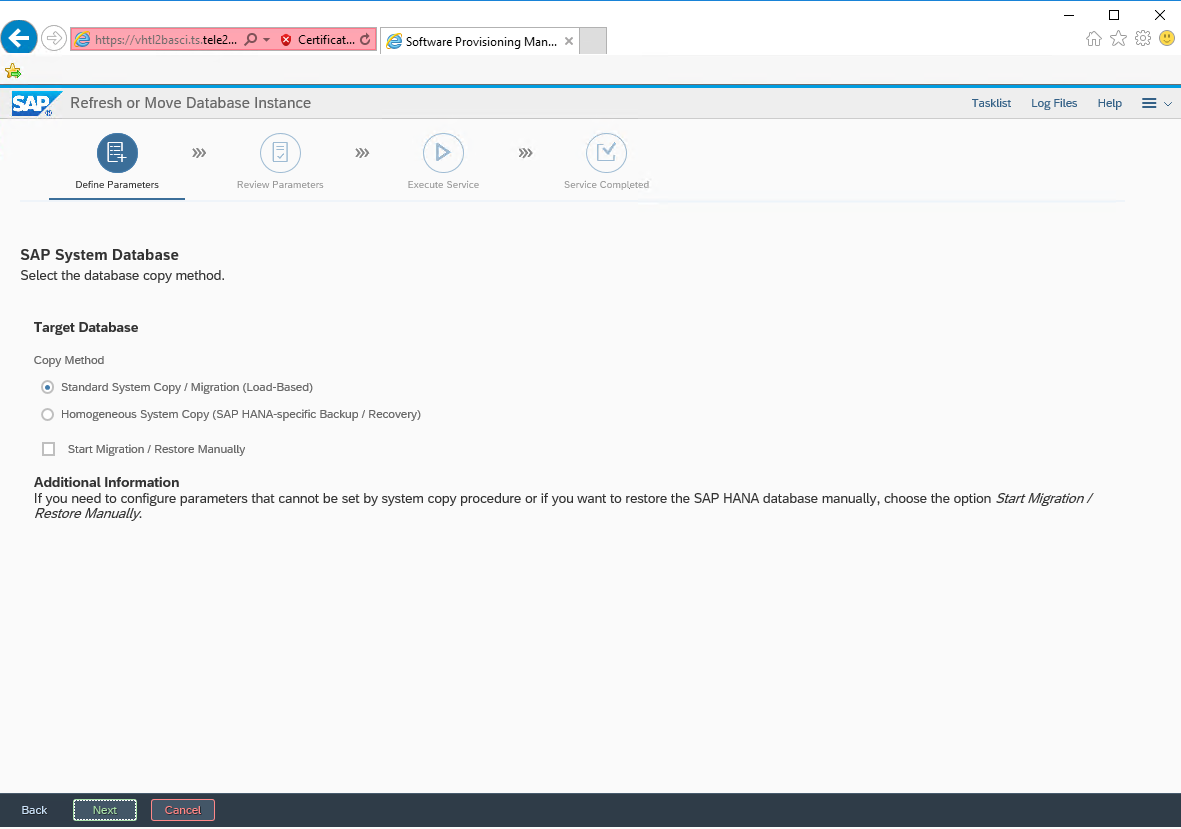 https://vhtl2basci.ts.tele2...
Certificat...
Software Provisioning Man...
SAP
Refresh or Move Database Instance
Tasklist
Log Files
Help
Define Parameters
Review Parameters
Execute Service
Service Completed
SAP System Database
Select the database copy method.
Target Database
Copy Method
Standard System Copy / Migration (Load-Based)
Homogeneous System Copy (SAP HANA-specific Backup / Recovery)
Start Migration / Restore Manually
Additional Information
If you need to configure parameters that cannot be set by system copy procedure or if you want to restore the SAP HANA database manually, choose the option Start Migration /
Restore Manually.
Back
Next
Cancel